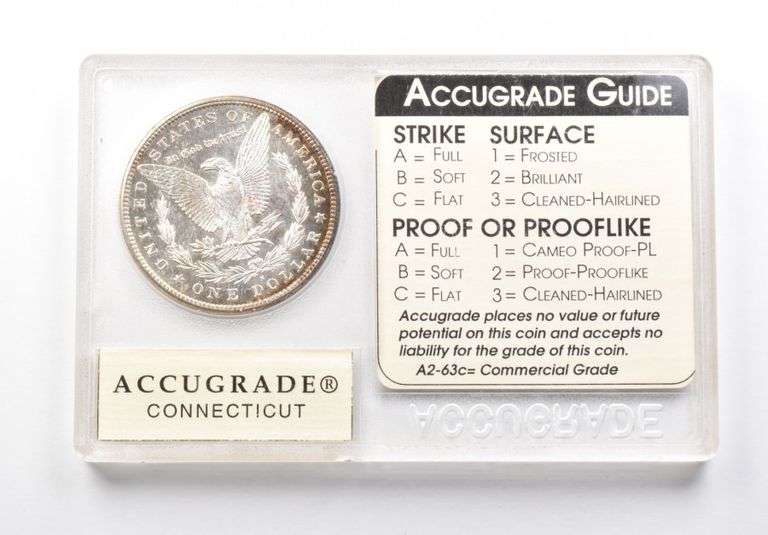 UNITED STATES OF AMERICA
In God We Trust
ONE DOLLAR
ACCUGRADE®
CONNECTICUT
ACCUGRADE GUIDE
STRIKE SURFACE
A = FULL 1 = FROSTED
B = SOFT 2 = BRILLIANT
C = FLAT 3 = CLEANED-HAIRLINED
PROOF OR PROOFLIKE
A = FULL 1 = CAMEO PROOF-PL
B = SOFT 2 = PROOF-PROOFLIKE
C = FLAT 3 = CLEANED-HAIRLINED
Accugrade places no value or future
potential on this coin and accepts no
liability for the grade of this coin.
A2-63c= Commercial Grade
ACCUGRADE